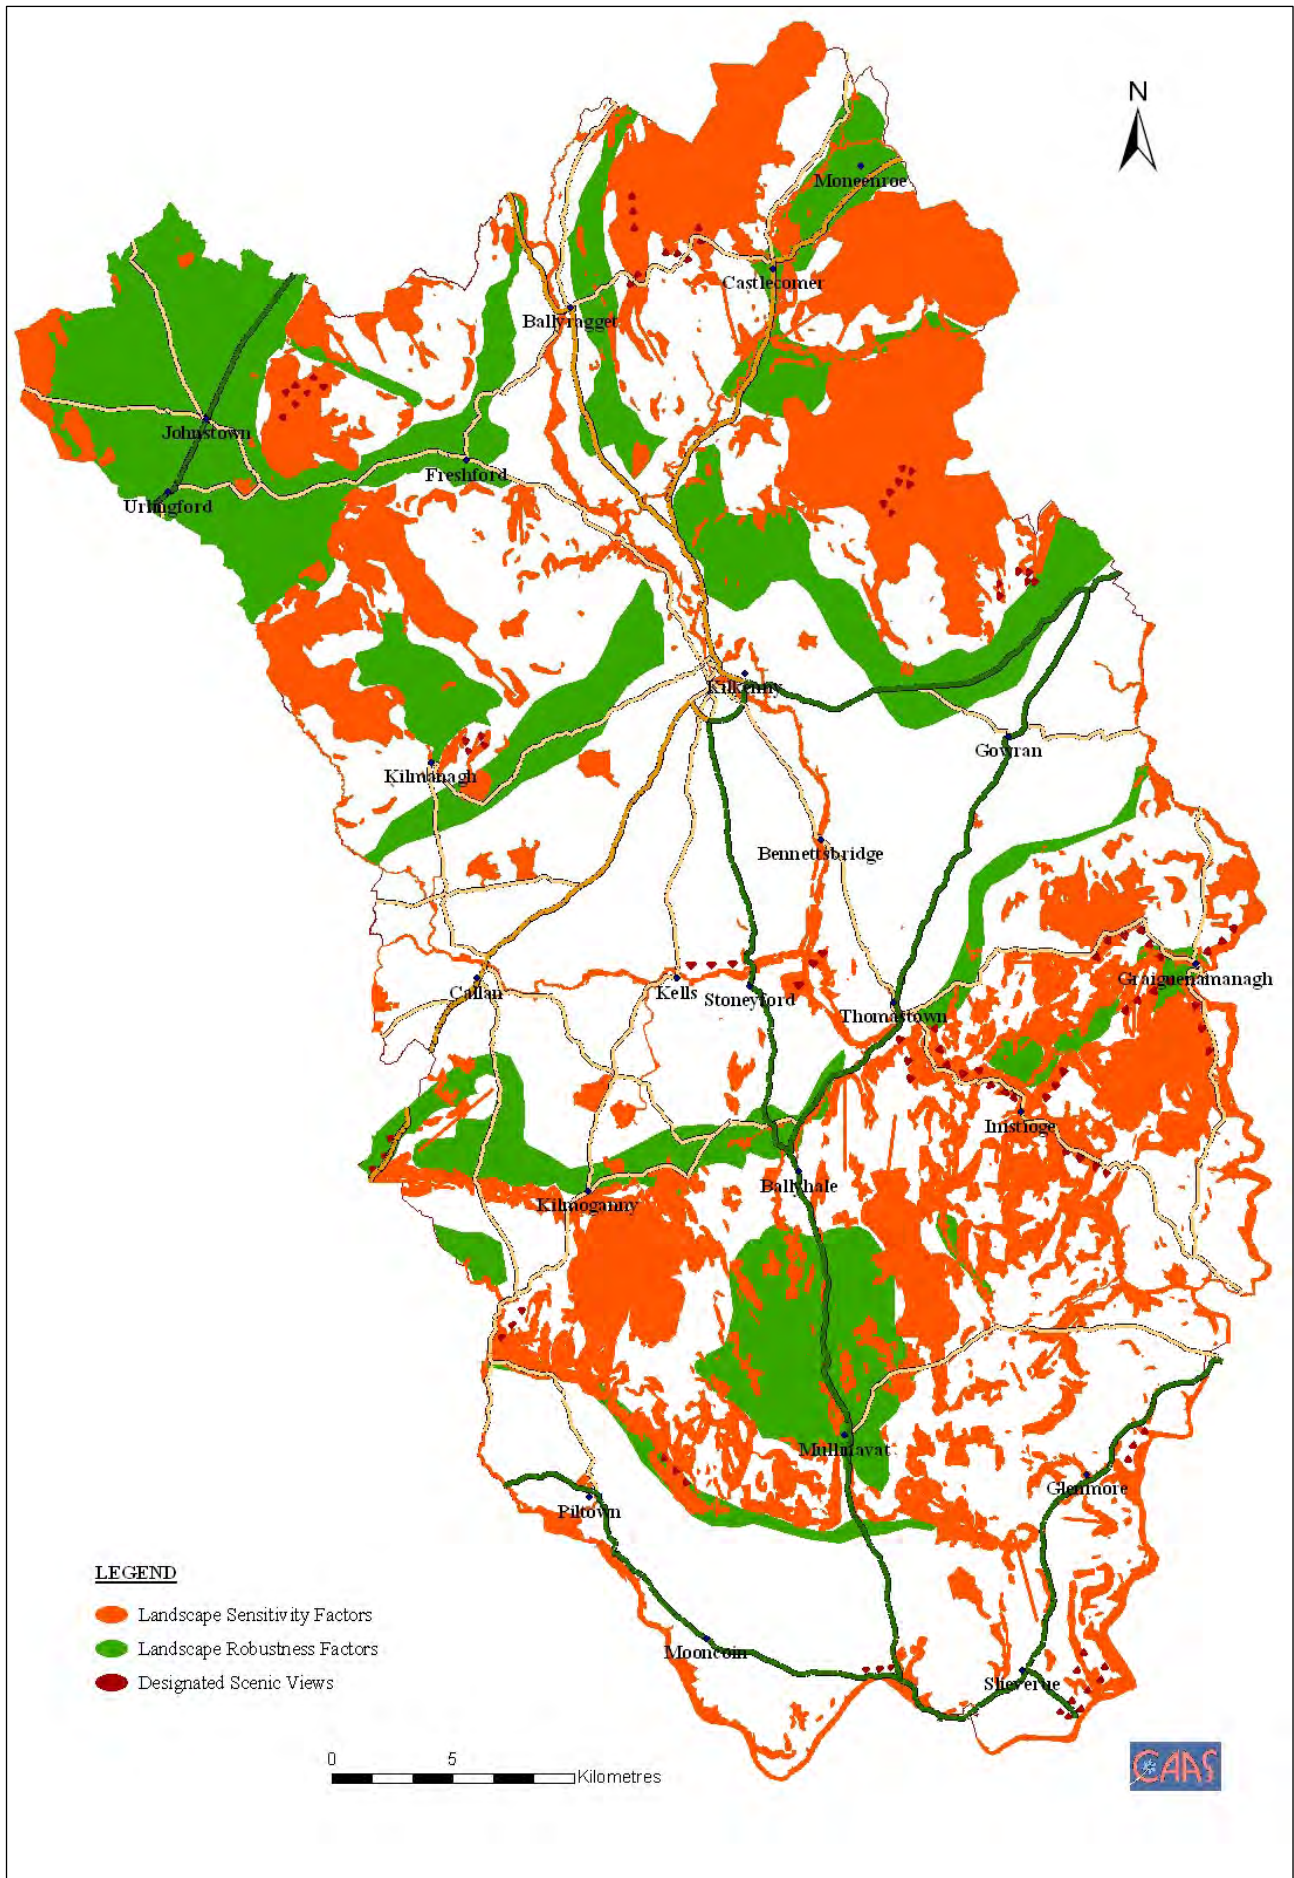 N
Moneenroe
Castlecomer
Ballyragget
Johnstown
Freshford
Urlingford
Kilkenny
Gowran
Kilmanagh
Bennettsbridge
Graiguenamanagh
Callan
Kells
Stoneyford
Thomastown
Inistioge
Ballyhale
Kilmoganny
Mullinavat
Glenmore
Piltown
LEGEND
Landscape Sensitivity Factors
Landscape Robustness Factors
Mooncoin
Designated Scenic Views
Slieverue
0 5
Kilometres
CAAS